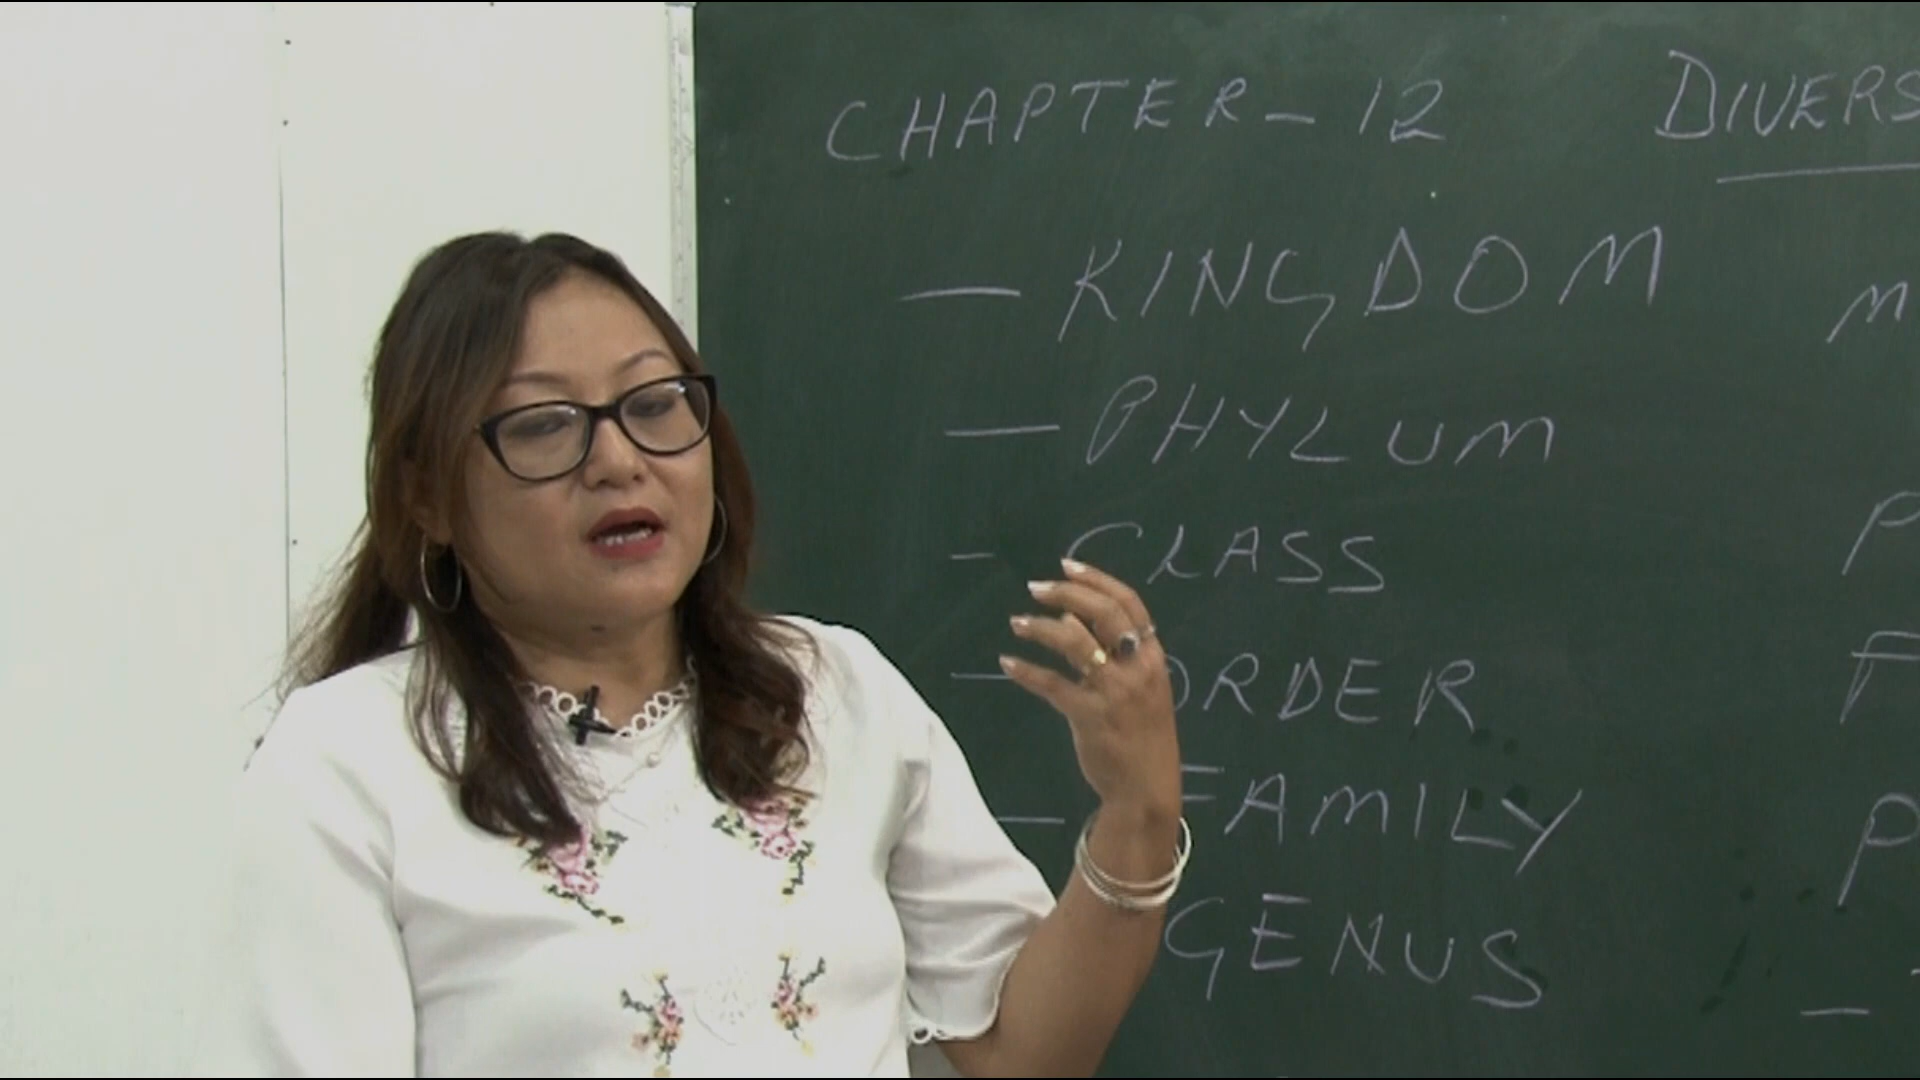 CHAPTER - 12 DIVERS
— KINGDOM
— PHYLUM
- CLASS
- ORDER
— FAMILY
GENUS